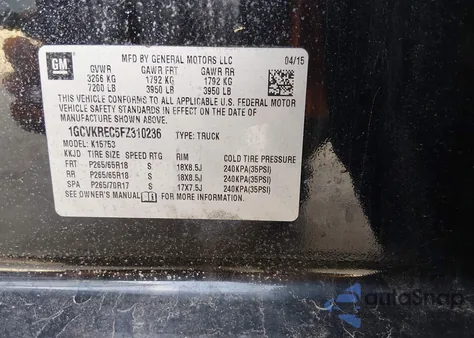 GM
MFD BY GENERAL MOTORS LLC 04/15
GVWR GAWR FRT GAWR RR
3266 KG 1792 KG 1792 KG
7200 LB 3950 LB 3950 LB
THIS VEHICLE CONFORMS TO ALL APPLICABLE U.S. FEDERAL MOTOR
VEHICLE SAFETY STANDARDS IN EFFECT ON THE DATE OF
MANUFACTURE SHOWN ABOVE.
1GCVKREC5FZ310236 TYPE: TRUCK
MODEL: K15753
KKJD TIRE SIZE SPEED RTG RIM COLD TIRE PRESSURE
FRT P265/65R18 S 18X8.5J 240KPA(35PSI)
RR P265/65R18 S 18X8.5J 240KPA(35PSI)
SPA P265/70R17 S 17X7.5J 240KPA(35PSI)
SEE OWNER'S MANUAL FOR MORE INFORMATION.
autoSnap